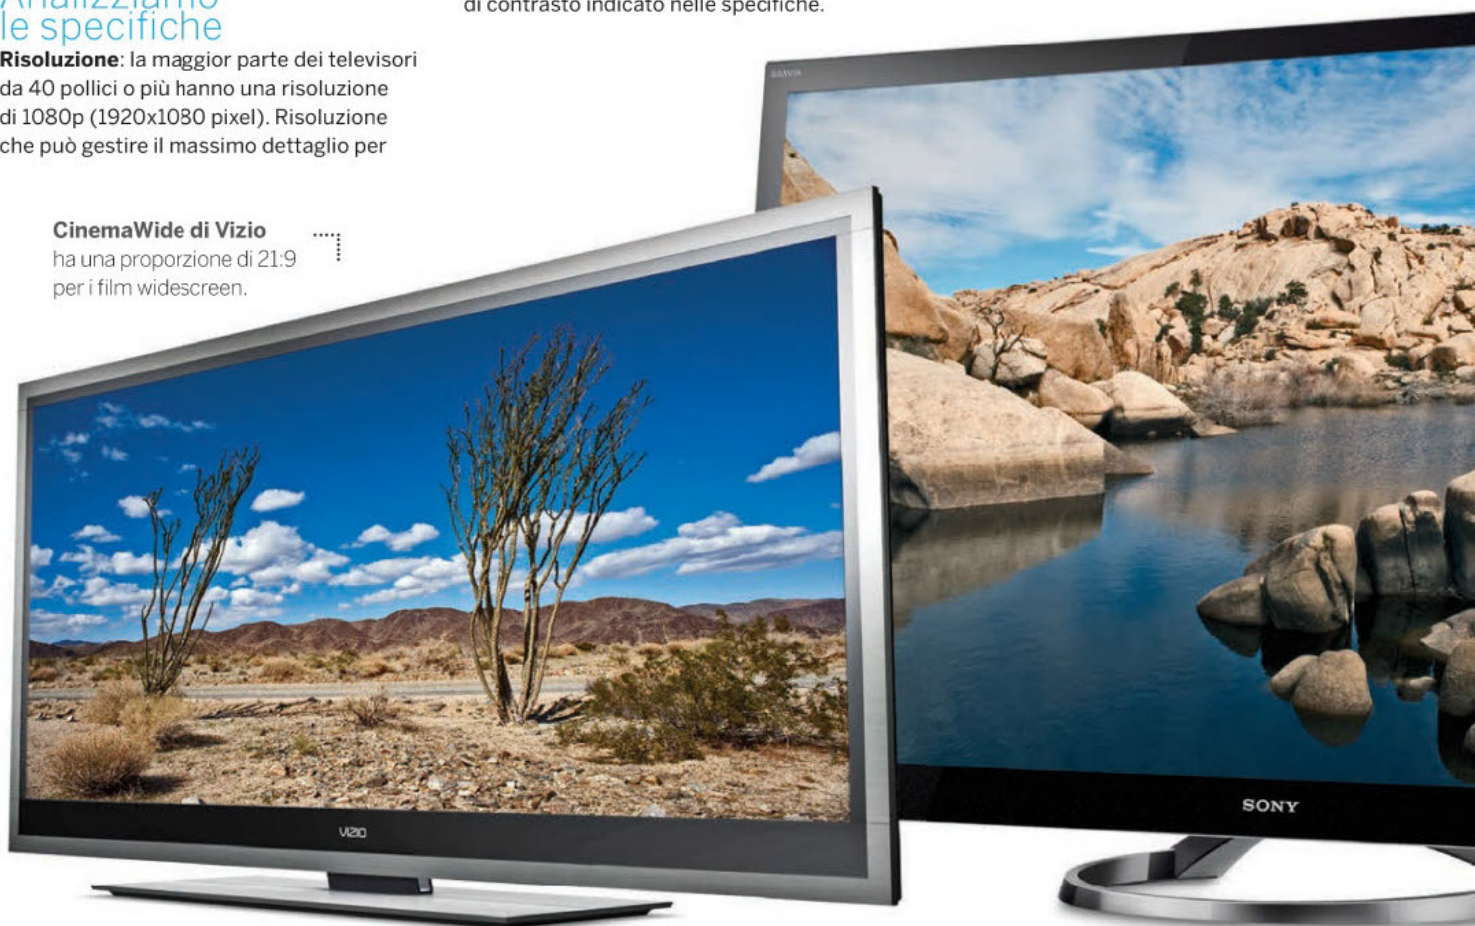 Analizziamo
le specifiche
Risoluzione: la maggior parte dei televisori
da 40 pollici o più hanno una risoluzione
di 1080p (1920x1080 pixel). Risoluzione
che può gestire il massimo dettaglio per
di contrasto indicato nelle specifiche.
CinemaWide di Vizio
ha una proporzione di 21:9
per i film widescreen.
BRAVIA
VIZIO
SONY